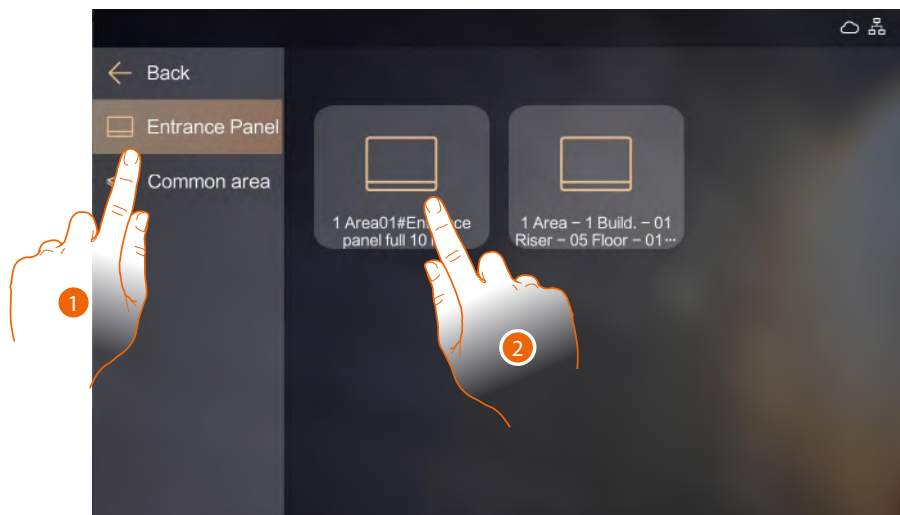 Back
Entrance Panel
Common area
1 Area01#En ce
panel full 10
1 Area – 1 Build. – 01
Riser – 05 Floor – 01...
1
2